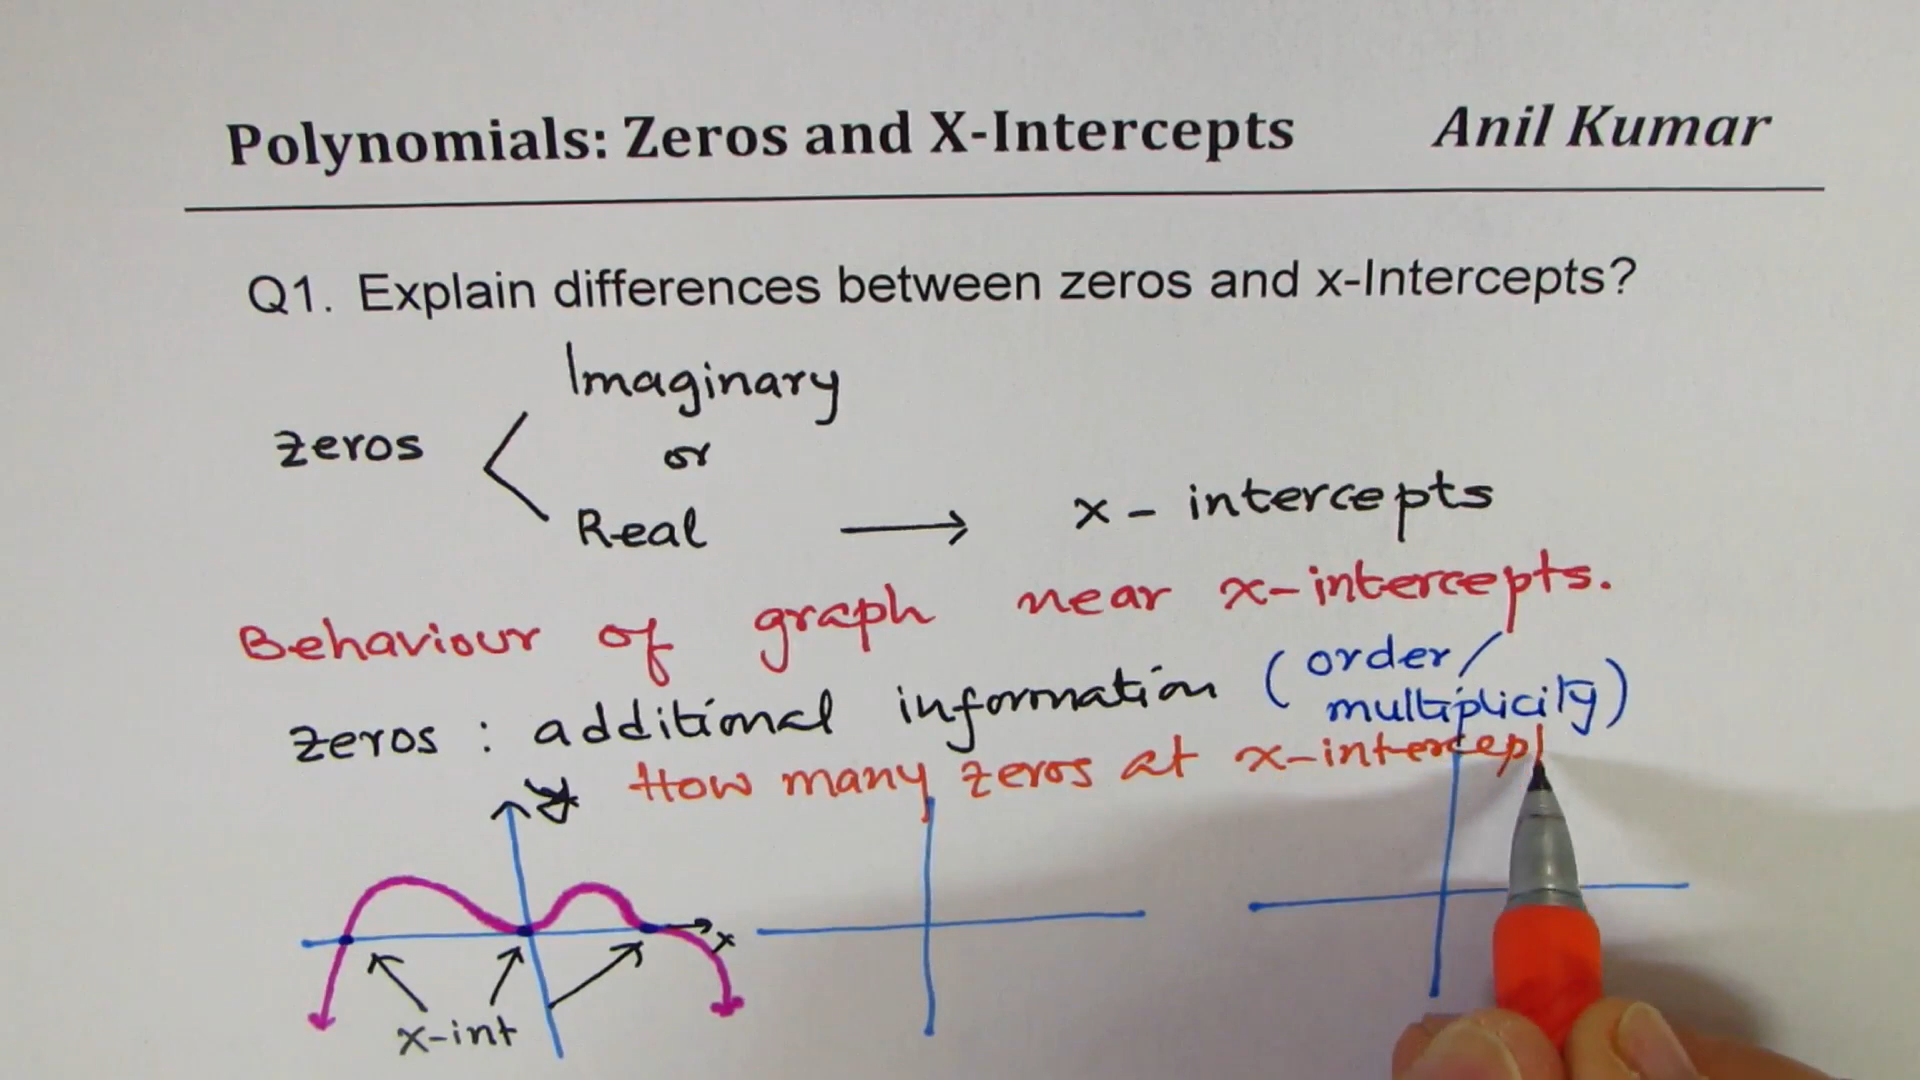 Polynomials: Zeros and X-Intercepts Anil Kumar
Q1. Explain differences between zeros and x-Intercepts?
Imaginary
zeros or
Real → x - intercepts
Behaviour of graph near x-intercepts.
zeros : additional information (order/
multiplicity)
How many zeros at x-intercept
x
x-int